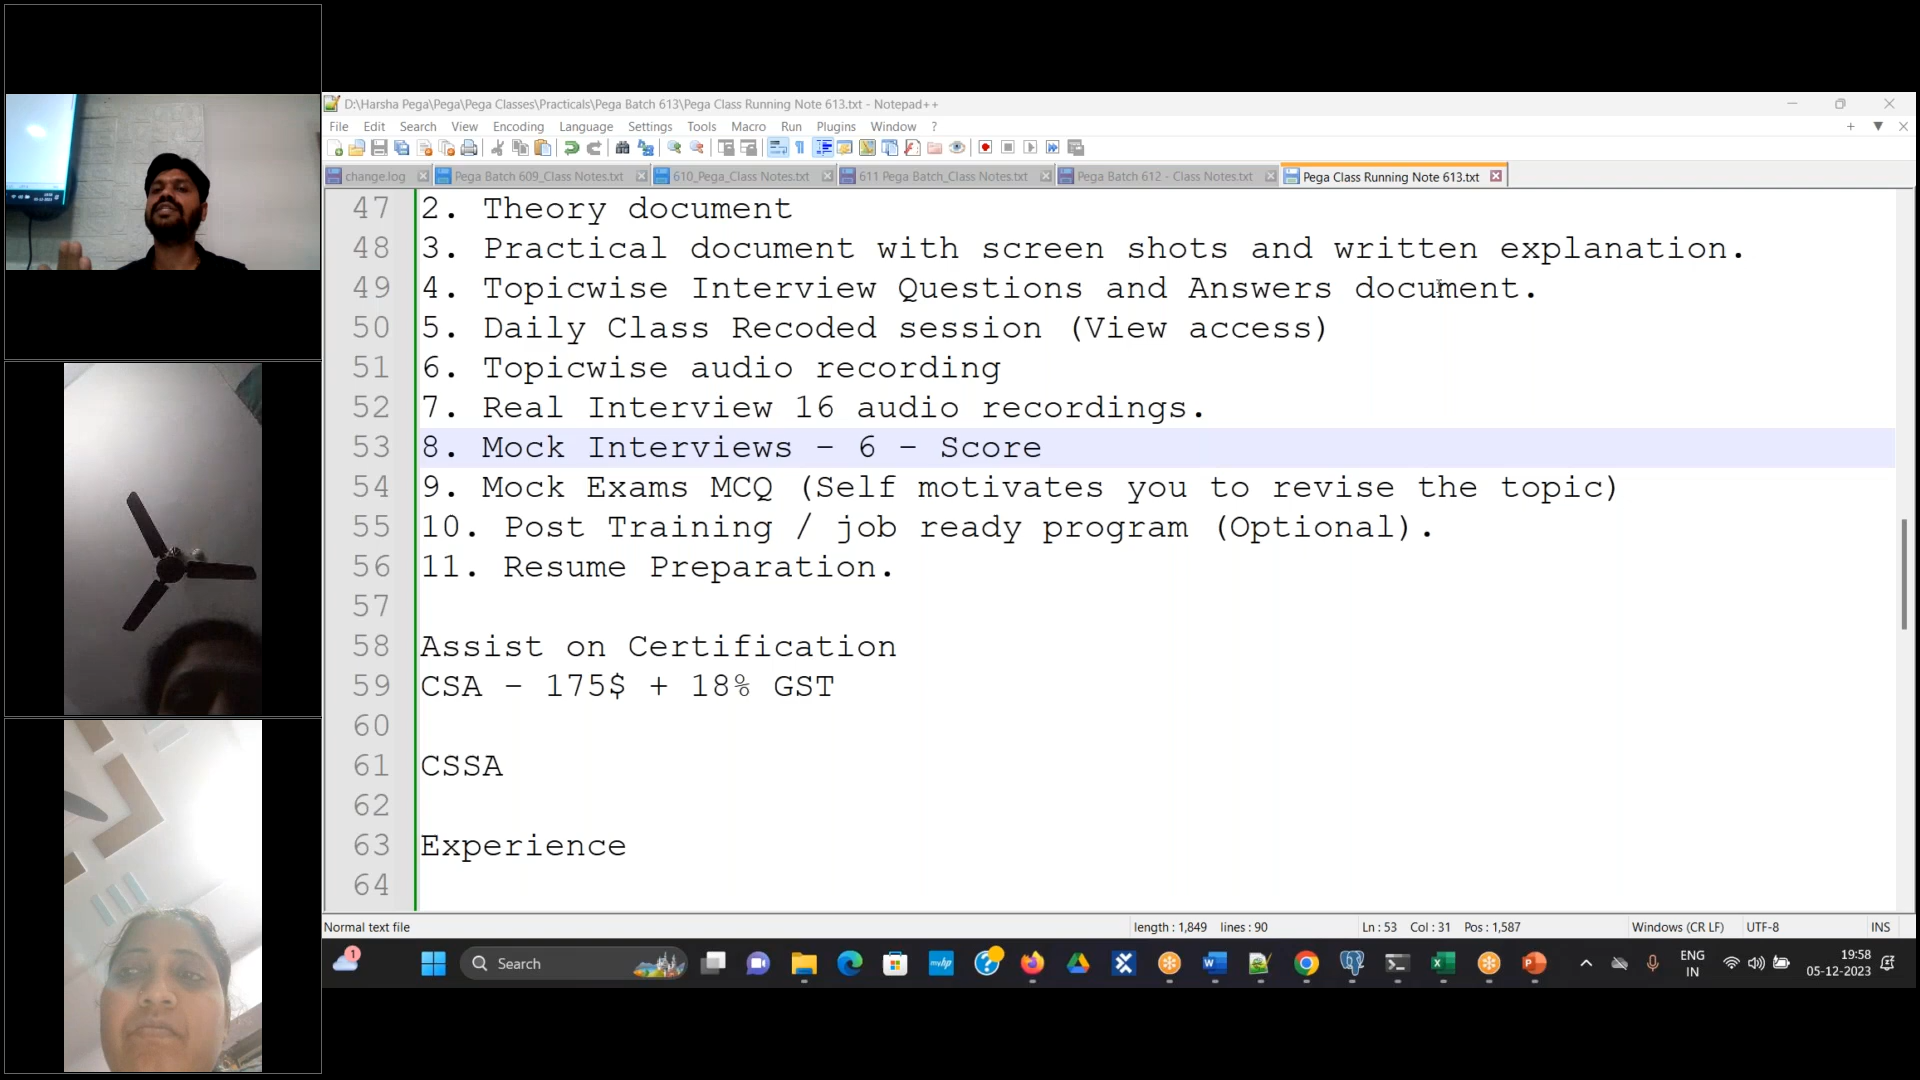 D:\Harsha Pega\Pega\Pega Classes\Practicals\Pega Batch 613\Pega Class Running Note 613.txt - Notepad++
File Edit Search View Encoding Language Settings Tools Macro Run Plugins Window ?
change.log Pega Batch 609_Class Notes.txt 610_Pega_Class Notes.txt 611 Pega Batch_Class Notes.txt Pega Batch 612 - Class Notes.txt Pega Class Running Note 613.txt
47 2. Theory document
48 3. Practical document with screen shots and written explanation.
49 4. Topicwise Interview Questions and Answers document.
50 5. Daily Class Recoded session (View access)
51 6. Topicwise audio recording
52 7. Real Interview 16 audio recordings.
53 8. Mock Interviews - 6 - Score
54 9. Mock Exams MCQ (Self motivates you to revise the topic)
55 10. Post Training / job ready program (Optional).
56 11. Resume Preparation.
57
58 Assist on Certification
59 CSA - 175$ + 18% GST
60
61 CSSA
62
63 Experience
64
Normal text file length : 1,849 lines : 90 Ln : 53 Col : 31 Pos : 1,587 Windows (CR LF) UTF-8 INS
1 Search myhp ENG IN 19:58 05-12-2023